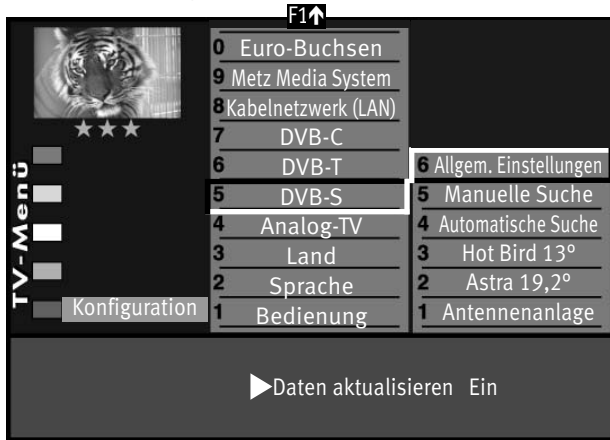 F1↑
0 Euro-Buchsen
9 Metz Media System
8 Kabelnetzwerk (LAN)
7 DVB-C
6 DVB-T
5 DVB-S
4 Analog-TV
3 Land
2 Sprache
1 Bedienung
6 Allgem. Einstellungen
5 Manuelle Suche
4 Automatische Suche
3 Hot Bird 13°
2 Astra 19,2°
1 Antennenanlage
TV-Menü
Konfiguration
Daten aktualisieren Ein